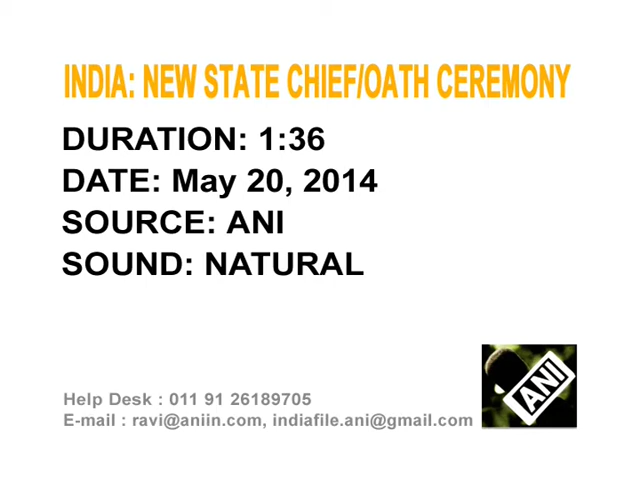 INDIA: NEW STATE CHIEF/OATH CEREMONY
DURATION: 1:36
DATE: May 20, 2014
SOURCE: ANI
SOUND: NATURAL
ANI
Help Desk : 011 91 26189705
E-mail : ravi@aniin.com, indiafile.ani@gmail.com